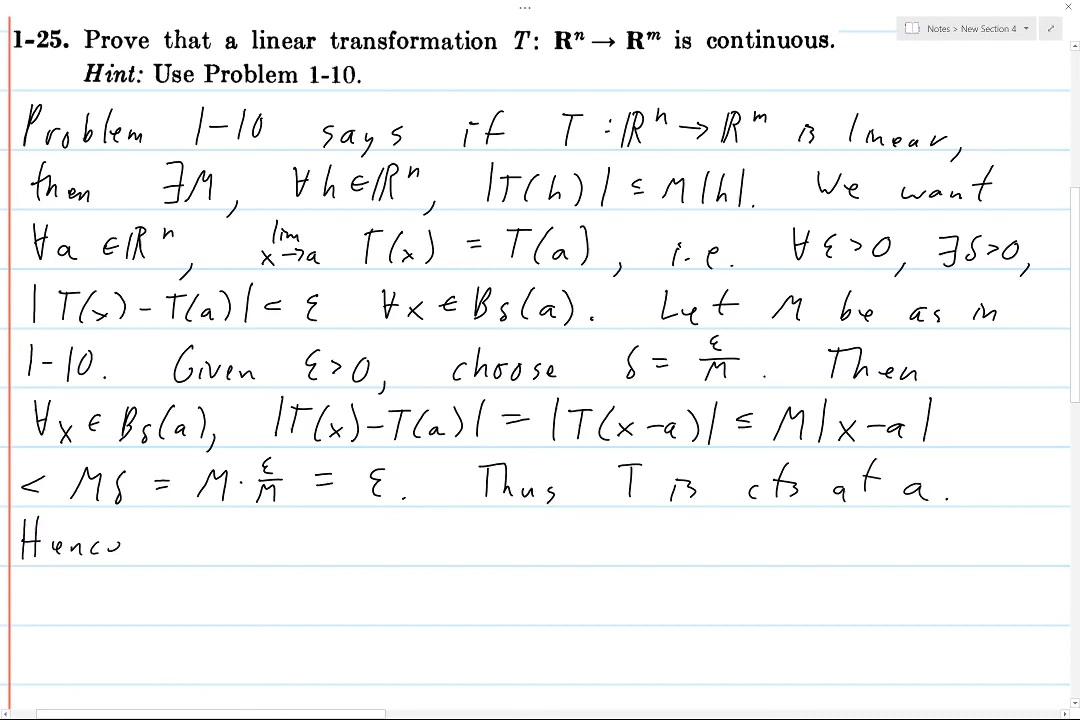 Notes > New Section 4
1-25. Prove that a linear transformation T: Rⁿ → Rᵐ is continuous.
Hint: Use Problem 1-10.
Problem 1-10 says if T : ℝⁿ → ℝᵐ is linear,
then ∃M, ∀h∈ℝⁿ, |T(h)| ≤ M|h|. We want
∀a∈ℝⁿ, lim x→a T(x) = T(a), i.e. ∀ε>0, ∃δ>0,
|T(x)-T(a)| < ε ∀x∈Bδ(a). Let M be as in
1-10. Given ε>0, choose δ = ε/M. Then
∀x∈Bδ(a), |T(x)-T(a)| = |T(x-a)| ≤ M|x-a|
< Mδ = M·ε/M = ε. Thus T is cts at a.
Hence